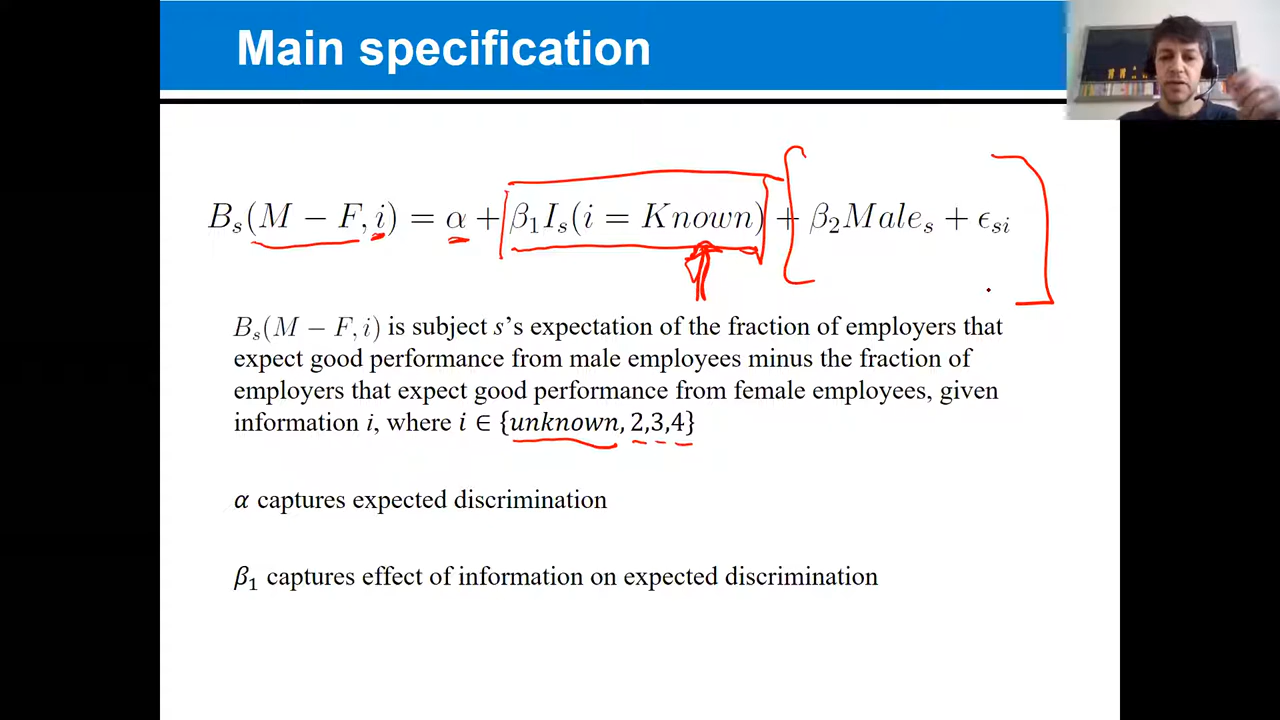 Main specification
B_s(M − F, i) = α + β_1 I_s(i = Known) + β_2 Male_s + ϵ_si
B_s(M − F, i) is subject s's expectation of the fraction of employers that
expect good performance from male employees minus the fraction of
employers that expect good performance from female employees, given
information i, where i ∈ {unknown, 2,3,4}
α captures expected discrimination
β_1 captures effect of information on expected discrimination